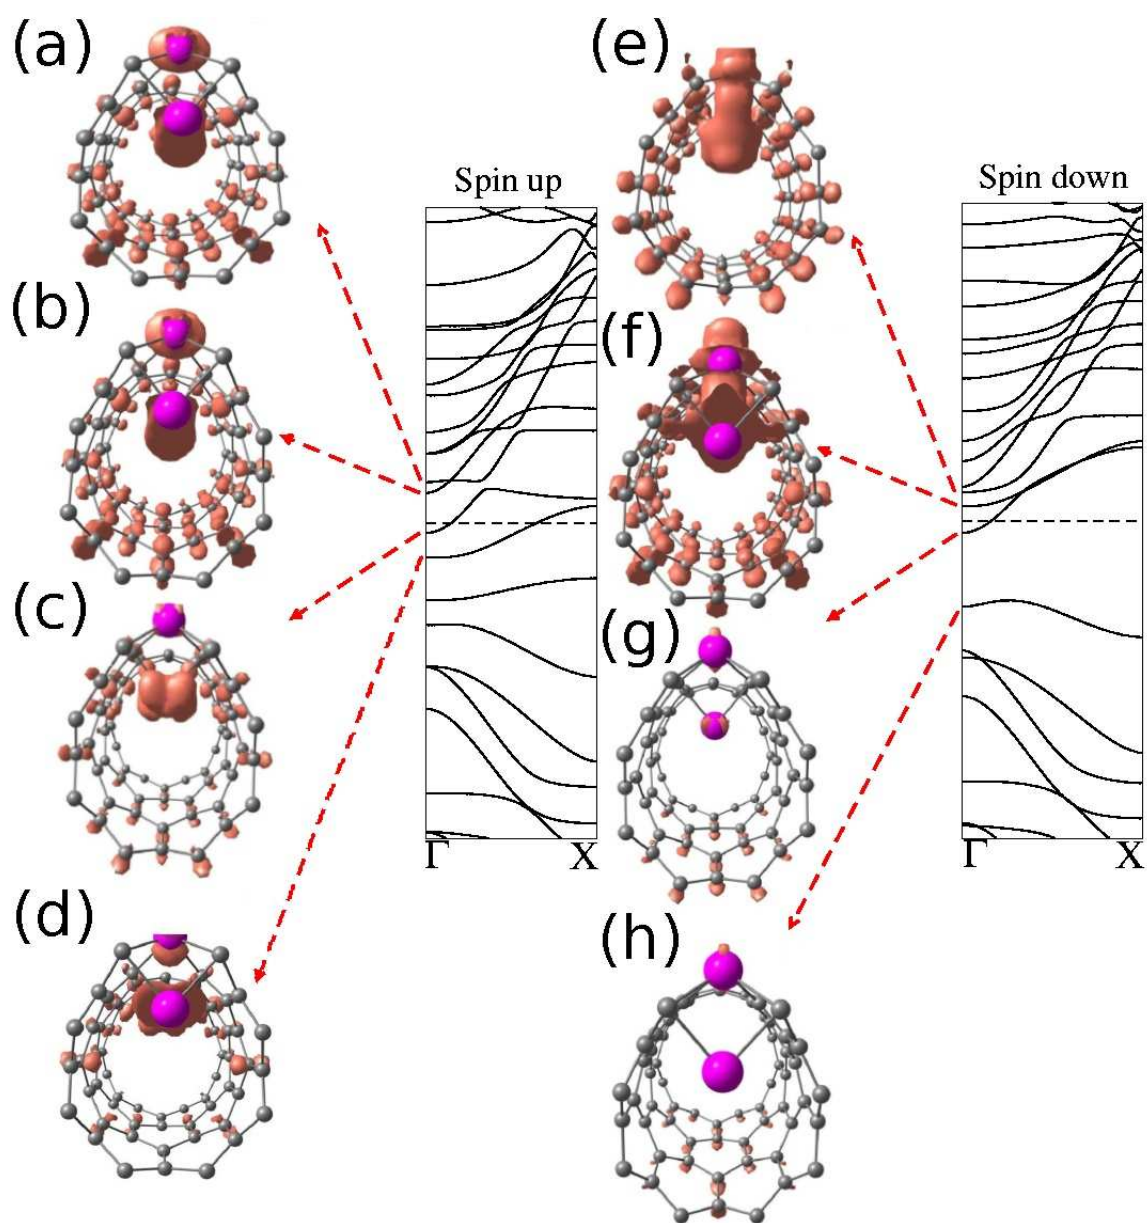 (a)
(e)
Spin up
Spin down
(b)
(f)
(c)
(g)
Γ X
Γ X
(d)
(h)